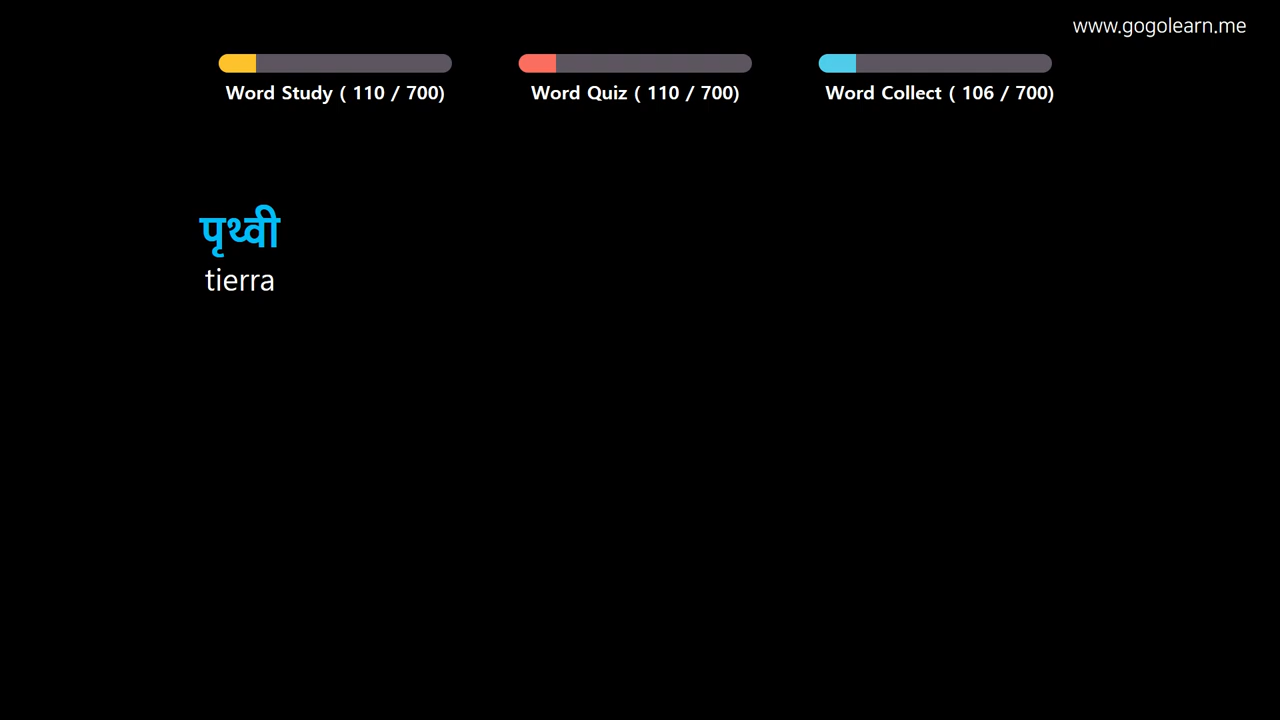 www.gogolearn.me
Word Study ( 110 / 700)
Word Quiz ( 110 / 700)
Word Collect ( 106 / 700)
पृथ्वी
tierra